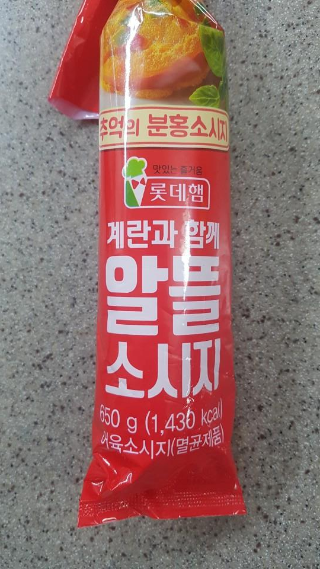 추억의 분홍소시지
맛있는 즐거움
롯데햄
계란과 함께
알뜰
소시지
650 g (1,430 kcal)
어육소시지(멸균제품)